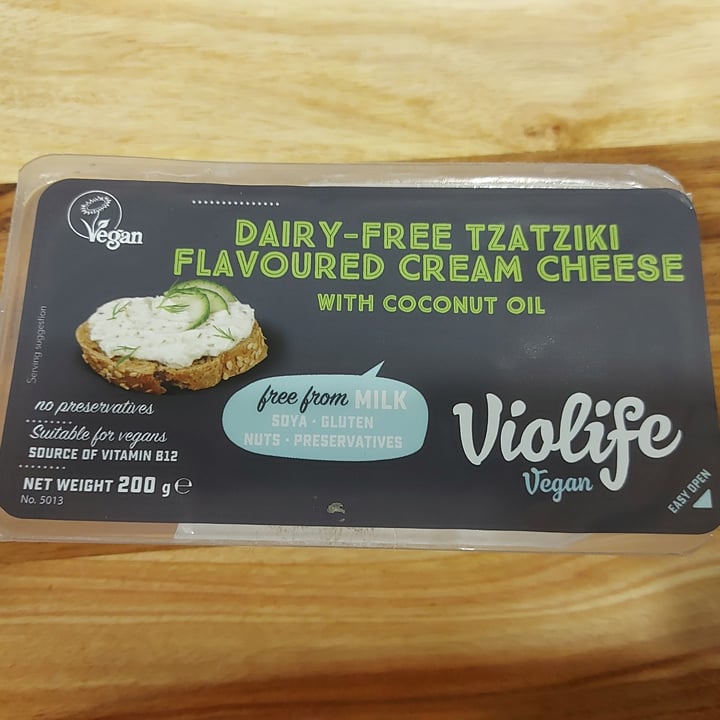 Vegan
DAIRY-FREE TZATZIKI
FLAVOURED CREAM CHEESE
WITH COCONUT OIL
Serving suggestion
no preservatives
Suitable for vegans
SOURCE OF VITAMIN B12
NET WEIGHT 200 g e
No. 5013
free from MILK
SOYA · GLUTEN
NUTS · PRESERVATIVES
Violife
Vegan
EASY OPEN